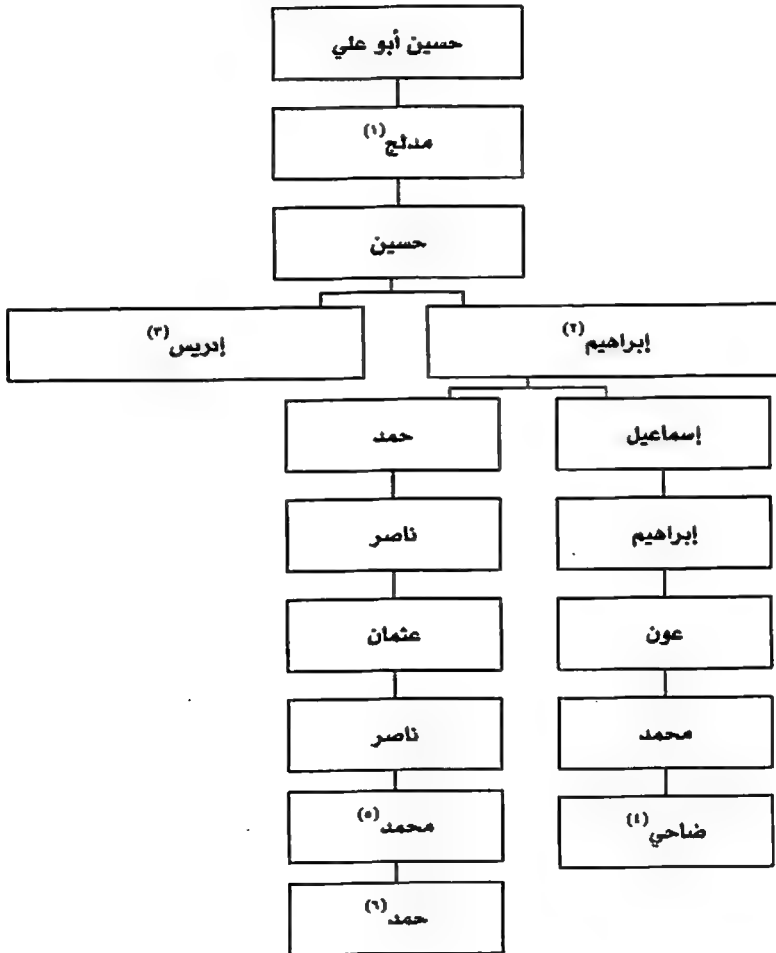 حسين أبو علي
مدلج (١)
حسين
إبراهيم (٢)
إدريس (٣)
إسماعيل
حمد
إبراهيم
ناصر
عون
عثمان
محمد
ناصر
ضاحي (٤)
محمد (٥)
حمد (٦)